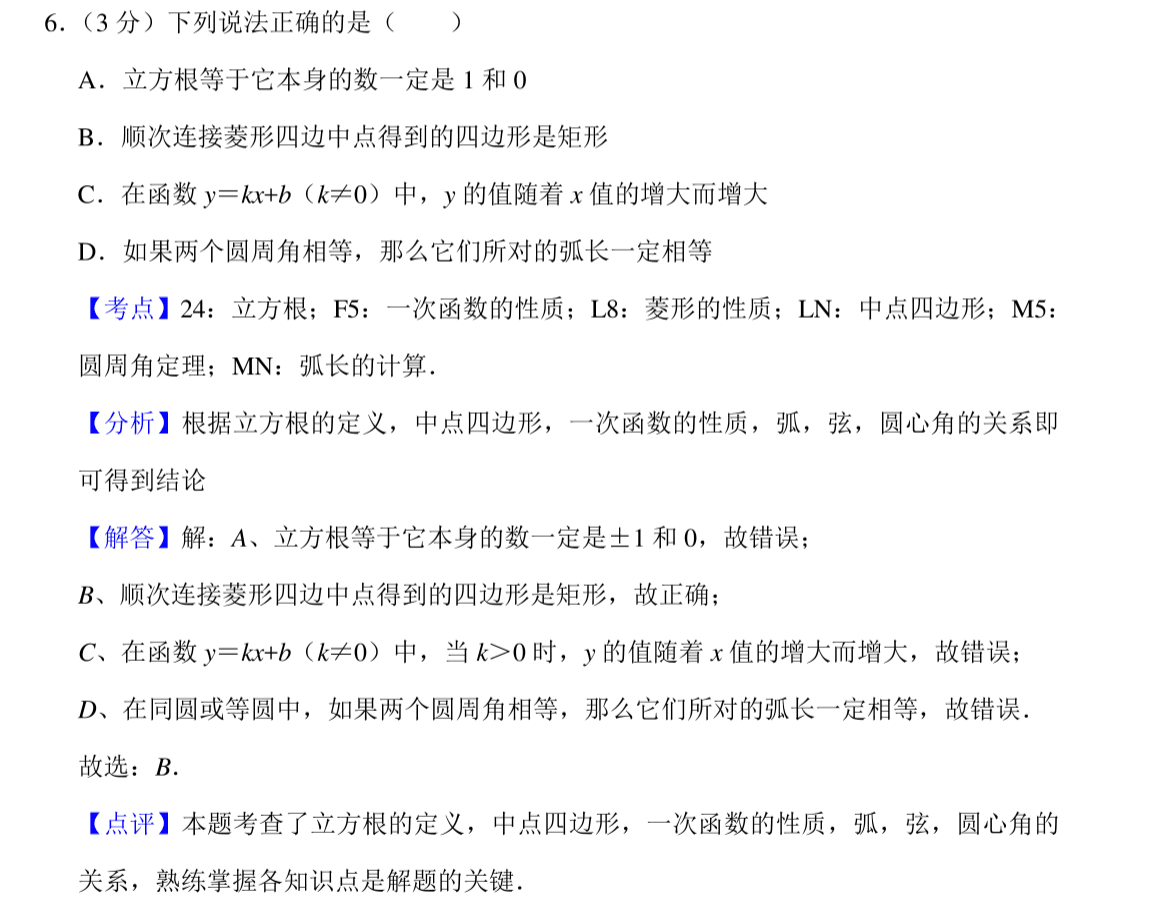 6.（3 分）下列说法正确的是（　　）
A．立方根等于它本身的数一定是 1 和 0
B．顺次连接菱形四边中点得到的四边形是矩形
C．在函数 y＝kx+b（k≠0）中，y 的值随着 x 值的增大而增大
D．如果两个圆周角相等，那么它们所对的弧长一定相等
【考点】24：立方根；F5：一次函数的性质；L8：菱形的性质；LN：中点四边形；M5：
圆周角定理；MN：弧长的计算．
【分析】根据立方根的定义，中点四边形，一次函数的性质，弧，弦，圆心角的关系即
可得到结论
【解答】解：A、立方根等于它本身的数一定是±1 和 0，故错误；
B、顺次连接菱形四边中点得到的四边形是矩形，故正确；
C、在函数 y＝kx+b（k≠0）中，当 k＞0 时，y 的值随着 x 值的增大而增大，故错误；
D、在同圆或等圆中，如果两个圆周角相等，那么它们所对的弧长一定相等，故错误．
故选：B．
【点评】本题考查了立方根的定义，中点四边形，一次函数的性质，弧，弦，圆心角的
关系，熟练掌握各知识点是解题的关键．